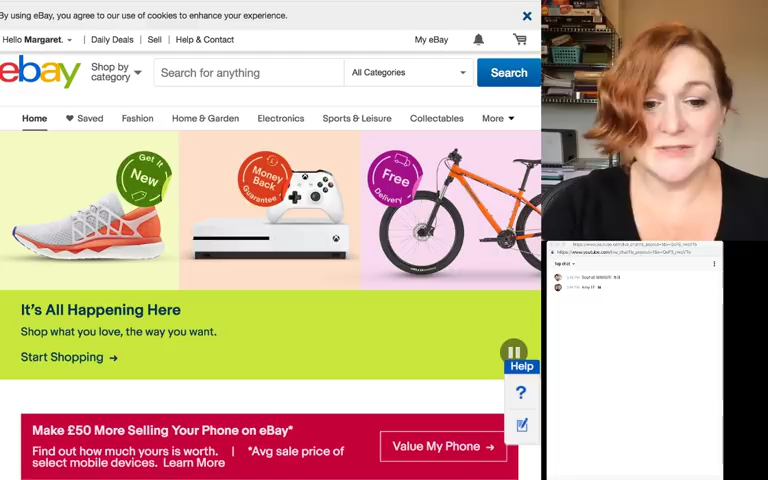 By using eBay, you agree to our use of cookies to enhance your experience.
Hello Margaret. Daily Deals Sell Help & Contact My eBay
ebay Shop by category Search for anything All Categories Search
Home Saved Fashion Home & Garden Electronics Sports & Leisure Collectables More
Get it New
Money Back Guarantee
Free Delivery
It's All Happening Here
Shop what you love, the way you want.
Start Shopping →
Help
?
Make £50 More Selling Your Phone on eBay*
Find out how much yours is worth. | *Avg sale price of
select mobile devices. Learn More
Value My Phone →